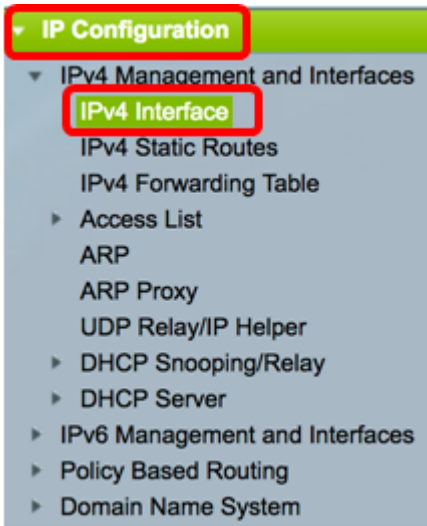 IP Configuration
IPv4 Management and Interfaces
IPv4 Interface
IPv4 Static Routes
IPv4 Forwarding Table
Access List
ARP
ARP Proxy
UDP Relay/IP Helper
DHCP Snooping/Relay
DHCP Server
IPv6 Management and Interfaces
Policy Based Routing
Domain Name System